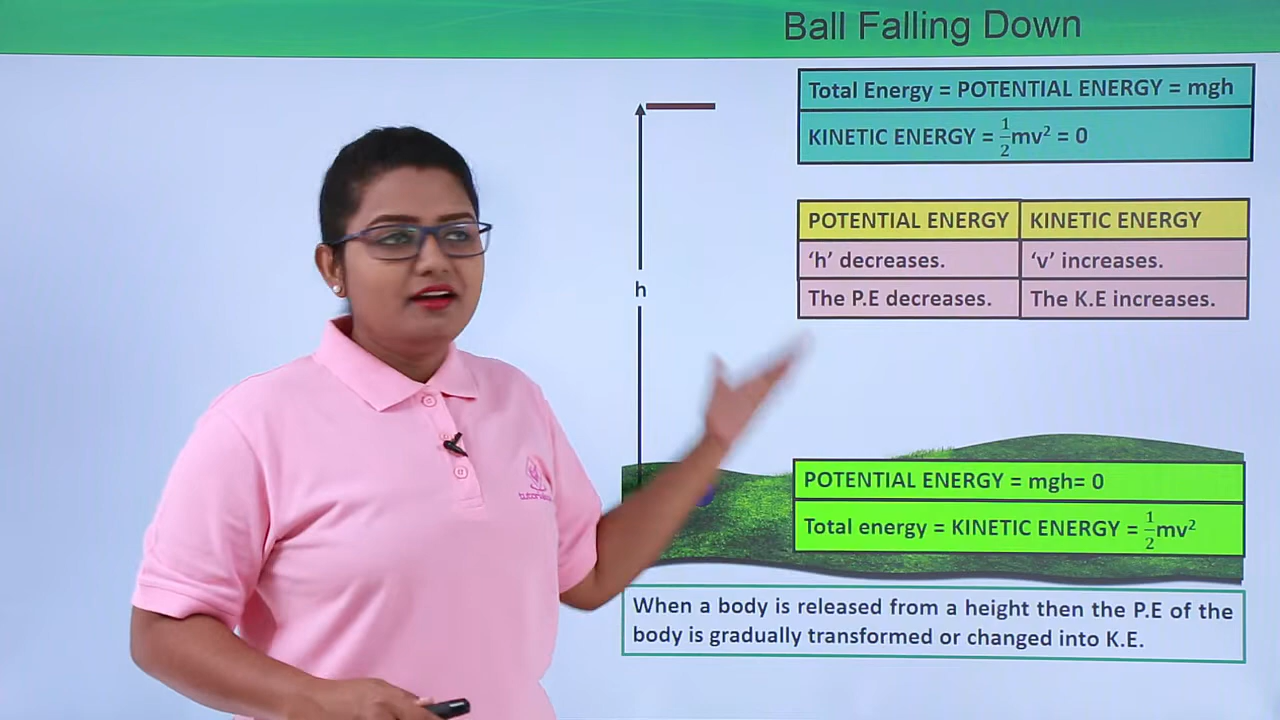 Ball Falling Down
Total Energy = POTENTIAL ENERGY = mgh
KINETIC ENERGY = ½mv² = 0
POTENTIAL ENERGY KINETIC ENERGY
‘h’ decreases. ‘v’ increases.
The P.E decreases. The K.E increases.
h
POTENTIAL ENERGY = mgh= 0
Total energy = KINETIC ENERGY = ½mv²
When a body is released from a height then the P.E of the
body is gradually transformed or changed into K.E.